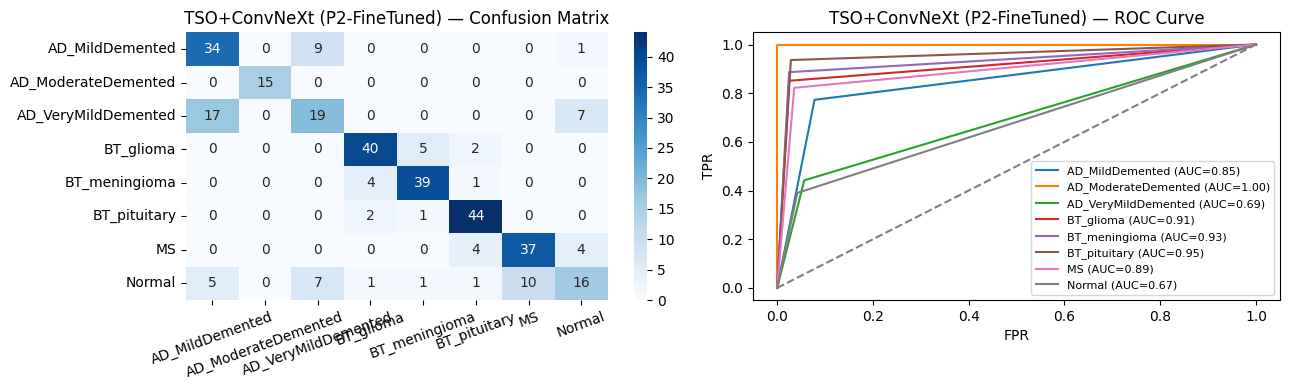 TSO+ConvNeXt (P2-FineTuned) — Confusion Matrix
AD_MildDemented 34 0 9 0 0 0 0 1
AD_ModerateDemented 0 15 0 0 0 0 0 0
AD_VeryMildDemented 17 0 19 0 0 0 0 7
BT_glioma 0 0 0 40 5 2 0 0
BT_meningioma 0 0 0 4 39 1 0 0
BT_pituitary 0 0 0 2 1 44 0 0
MS 0 0 0 0 0 4 37 4
Normal 5 0 7 1 1 1 10 16
AD_MildDemented
AD_ModerateDemented
AD_VeryMildDemented
BT_glioma
BT_meningioma
BT_pituitary
MS
Normal
40
35
30
25
20
15
10
5
0
TSO+ConvNeXt (P2-FineTuned) — ROC Curve
TPR
1.0
0.8
0.6
0.4
0.2
0.0
AD_MildDemented (AUC=0.85)
AD_ModerateDemented (AUC=1.00)
AD_VeryMildDemented (AUC=0.69)
BT_glioma (AUC=0.91)
BT_meningioma (AUC=0.93)
BT_pituitary (AUC=0.95)
MS (AUC=0.89)
Normal (AUC=0.67)
0.0 0.2 0.4 0.6 0.8 1.0
FPR